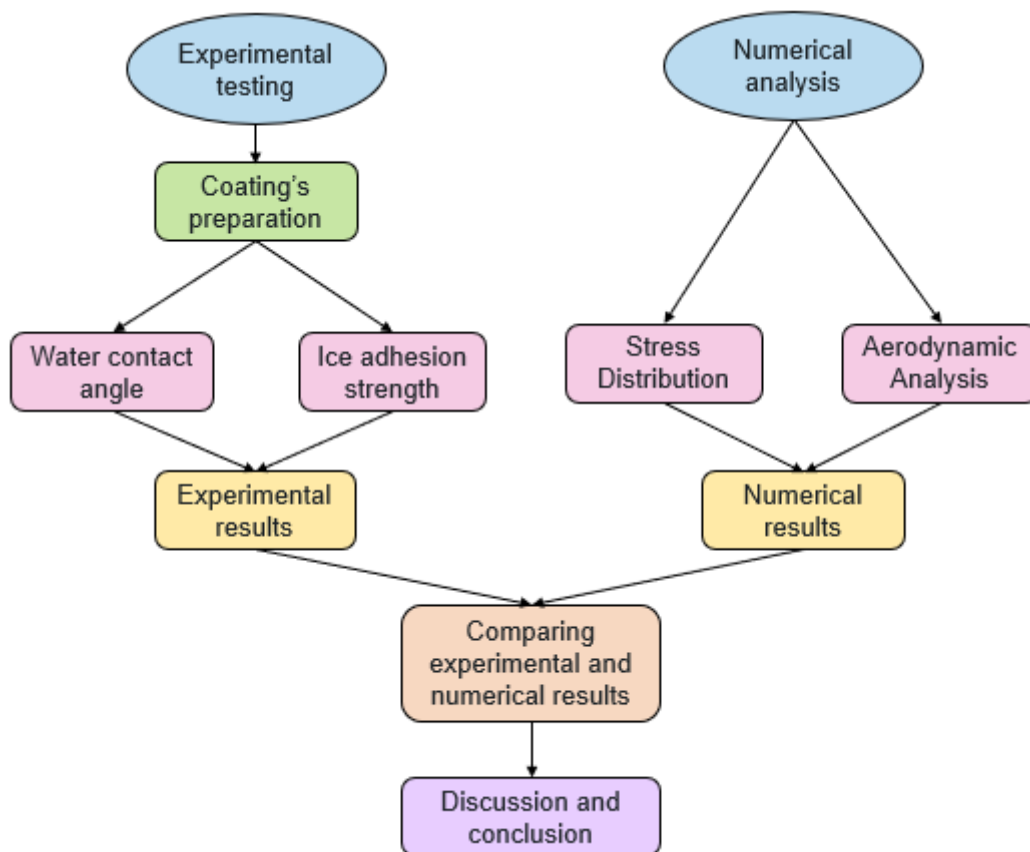 Experimental
testing
Numerical
analysis
Coating's
preparation
Water contact
angle
Ice adhesion
strength
Stress
Distribution
Aerodynamic
Analysis
Experimental
results
Numerical
results
Comparing
experimental and
numerical results
Discussion and
conclusion